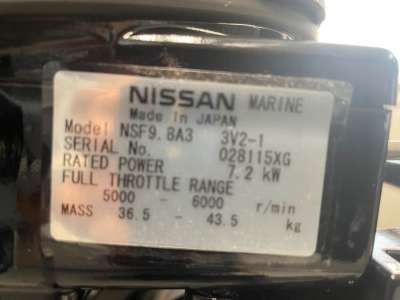 NISSAN MARINE
Made in JAPAN
Model NSF9.8A3 3V2-1
SERIAL No. 028115XG
RATED POWER 7.2 kW
FULL THROTTLE RANGE
5000 - 6000 r/min
MASS 36.5 - 43.5 kg